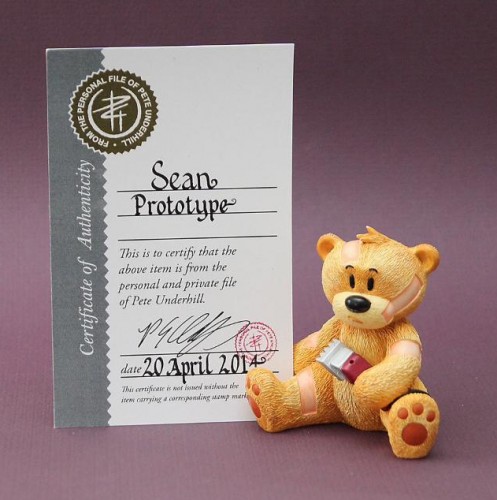 FROM THE PERSONAL FILE OF PETE UNDERHILL.
Certificate of Authenticity
Sean
Prototype
This is to certify that the
above item is from the
personal and private file
of Pete Underhill.
date 20 April 2014
This certificate is not issued without the
item carrying a corresponding stamp mark